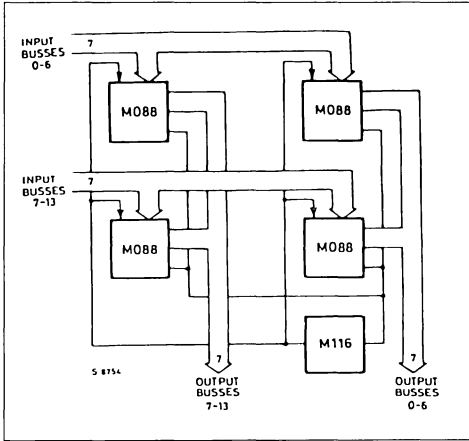 INPUT
BUSSES
0-6
7
M088
M088
INPUT
BUSSES
7-13
7
M088
M088
M116
S 8754
7
OUTPUT
BUSSES
7-13
7
OUTPUT
BUSSES
0-6